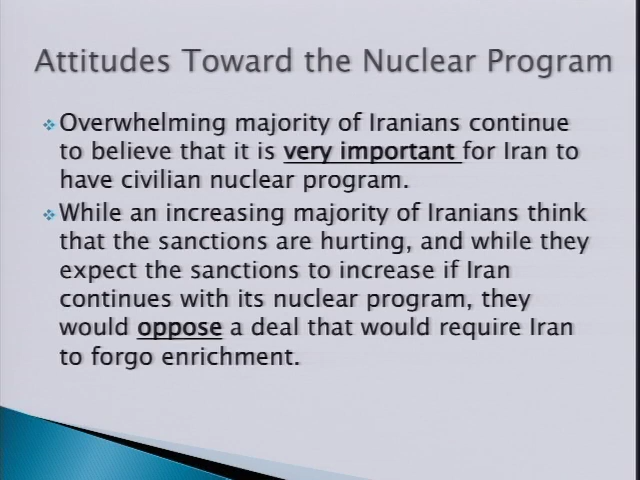 Attitudes Toward the Nuclear Program
Overwhelming majority of Iranians continue
to believe that it is very important for Iran to
have civilian nuclear program.
While an increasing majority of Iranians think
that the sanctions are hurting, and while they
expect the sanctions to increase if Iran
continues with its nuclear program, they
would oppose a deal that would require Iran
to forgo enrichment.